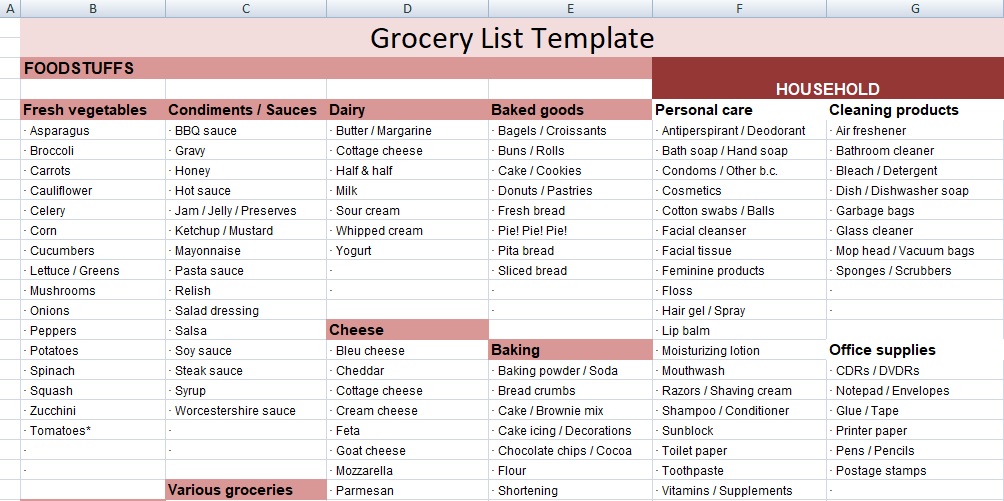 A B C D E F G
Grocery List Template
FOODSTUFFS
HOUSEHOLD
Fresh vegetables Condiments / Sauces Dairy Baked goods Personal care Cleaning products
· Asparagus · BBQ sauce · Butter / Margarine · Bagels / Croissants · Antiperspirant / Deodorant · Air freshener
· Broccoli · Gravy · Cottage cheese · Buns / Rolls · Bath soap / Hand soap · Bathroom cleaner
· Carrots · Honey · Half & half · Cake / Cookies · Condoms / Other b.c. · Bleach / Detergent
· Cauliflower · Hot sauce · Milk · Donuts / Pastries · Cosmetics · Dish / Dishwasher soap
· Celery · Jam / Jelly / Preserves · Sour cream · Fresh bread · Cotton swabs / Balls · Garbage bags
· Corn · Ketchup / Mustard · Whipped cream · Pie! Pie! Pie! · Facial cleanser · Glass cleaner
· Cucumbers · Mayonnaise · Yogurt · Pita bread · Facial tissue · Mop head / Vacuum bags
· Lettuce / Greens · Pasta sauce · · Sliced bread · Feminine products · Sponges / Scrubbers
· Mushrooms · Relish · · · Floss ·
· Onions · Salad dressing · · Hair gel / Spray ·
· Peppers · Salsa Cheese · Lip balm
· Potatoes · Soy sauce · Bleu cheese Baking · Moisturizing lotion Office supplies
· Spinach · Steak sauce · Cheddar · Baking powder / Soda · Mouthwash · CDRs / DVDRs
· Squash · Syrup · Cottage cheese · Bread crumbs · Razors / Shaving cream · Notepad / Envelopes
· Zucchini · Worcestershire sauce · Cream cheese · Cake / Brownie mix · Shampoo / Conditioner · Glue / Tape
· Tomatoes* · · Feta · Cake icing / Decorations · Sunblock · Printer paper
· · · Goat cheese · Chocolate chips / Cocoa · Toilet paper · Pens / Pencils
· · Mozzarella · Flour · Toothpaste · Postage stamps
Various groceries · Parmesan · Shortening · Vitamins / Supplements ·